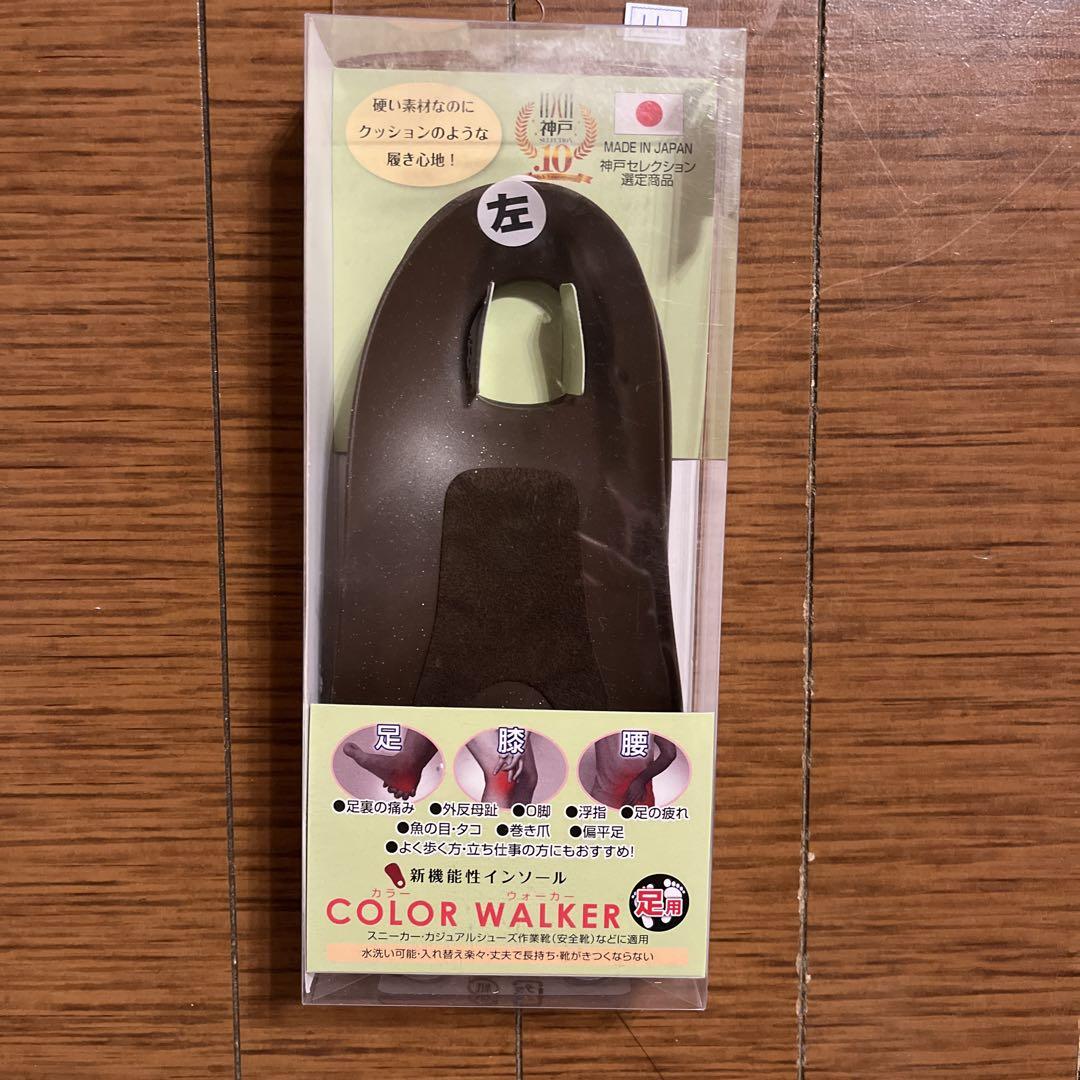 LL
硬い素材なのに
クッションのような
履き心地！
神戸
SELECTION
.10
MADE IN JAPAN
神戸セレクション
選定商品
左
足 膝 腰
●足裏の痛み ●外反母趾 ●O脚 ●浮指 ●足の疲れ
●魚の目・タコ ●巻き爪 ●偏平足
●よく歩く方・立ち仕事の方にもおすすめ!
新機能性インソール
カラー ウォーカー
COLOR WALKER
足用
スニーカー・カジュアルシューズ作業靴（安全靴）などに適用
水洗い可能・入れ替え楽々・丈夫で長持ち・靴がきつくならない